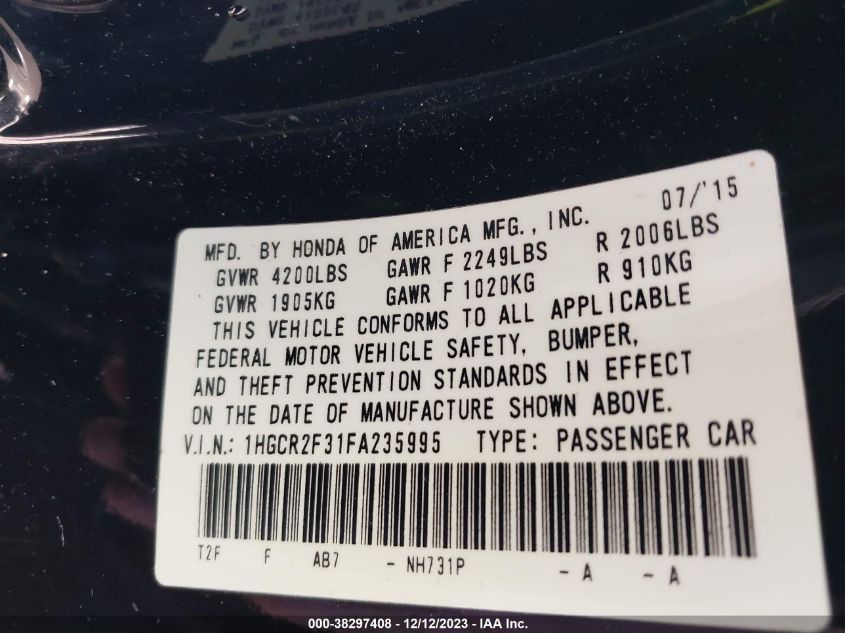 07/'15
MFD. BY HONDA OF AMERICA MFG., INC.
GVWR 4200LBS GAWR F 2249LBS R 2006LBS
GVWR 1905KG GAWR F 1020KG R 910KG
THIS VEHICLE CONFORMS TO ALL APPLICABLE
FEDERAL MOTOR VEHICLE SAFETY, BUMPER,
AND THEFT PREVENTION STANDARDS IN EFFECT
ON THE DATE OF MANUFACTURE SHOWN ABOVE.
V.I.N.: 1HGCR2F31FA235995 TYPE: PASSENGER CAR
T2F F AB7 - NH731P - A - A
000-38297408 - 12/12/2023 - IAA Inc.